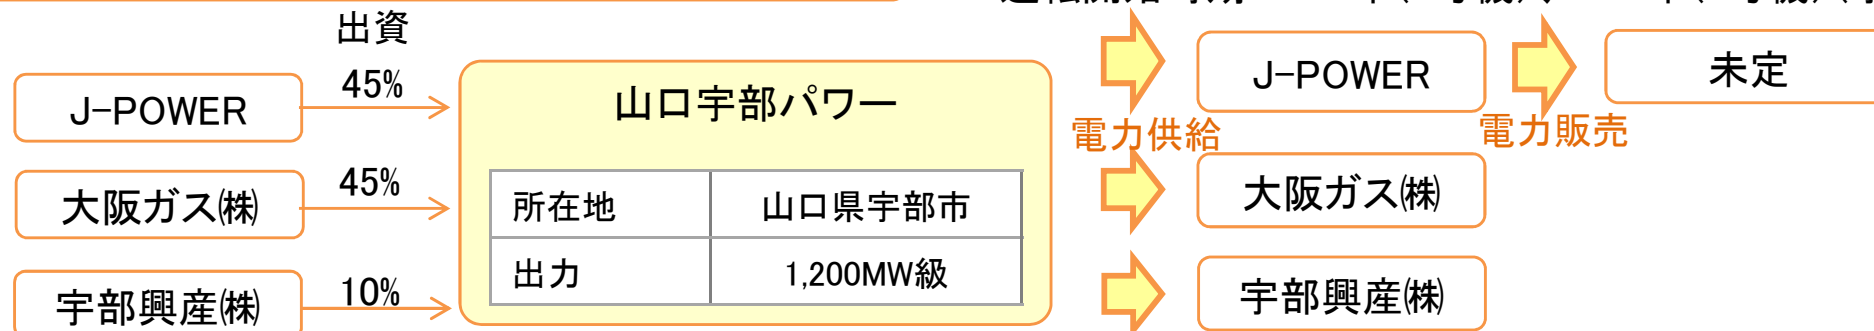 出資
J-POWER
45%
山口宇部パワー
電力供給
J-POWER
電力販売
未定
大阪ガス㈱
45%
所在地
山口県宇部市
大阪ガス㈱
宇部興産㈱
10%
出力
1,200MW級
宇部興産㈱